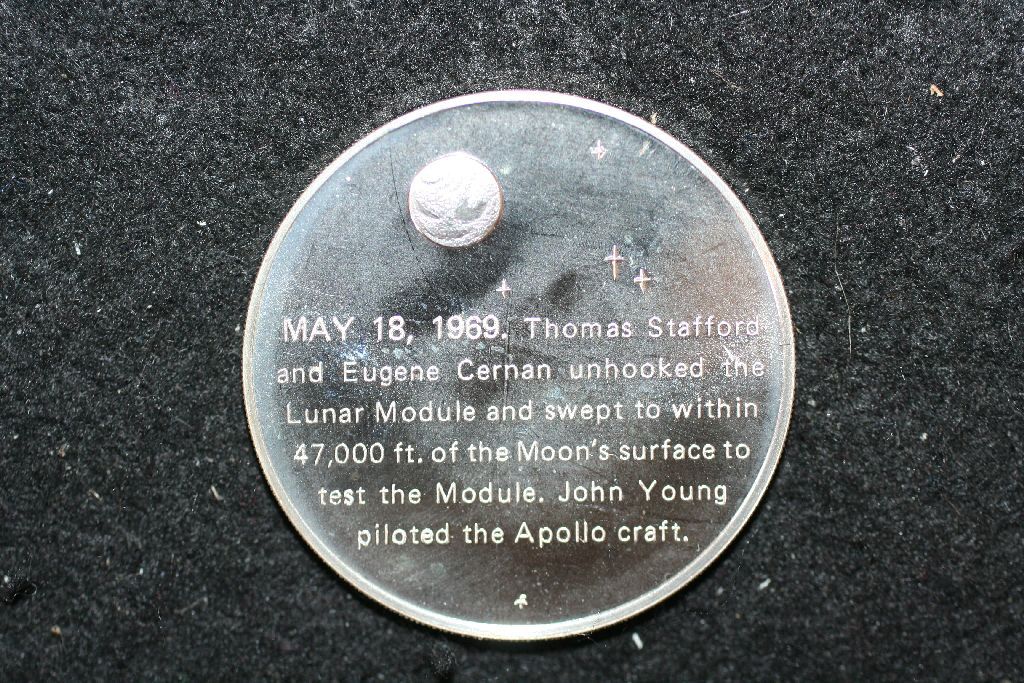 MAY 18, 1969. Thomas Stafford
and Eugene Cernan unhooked the
Lunar Module and swept to within
47,000 ft. of the Moon's surface to
test the Module. John Young
piloted the Apollo craft.